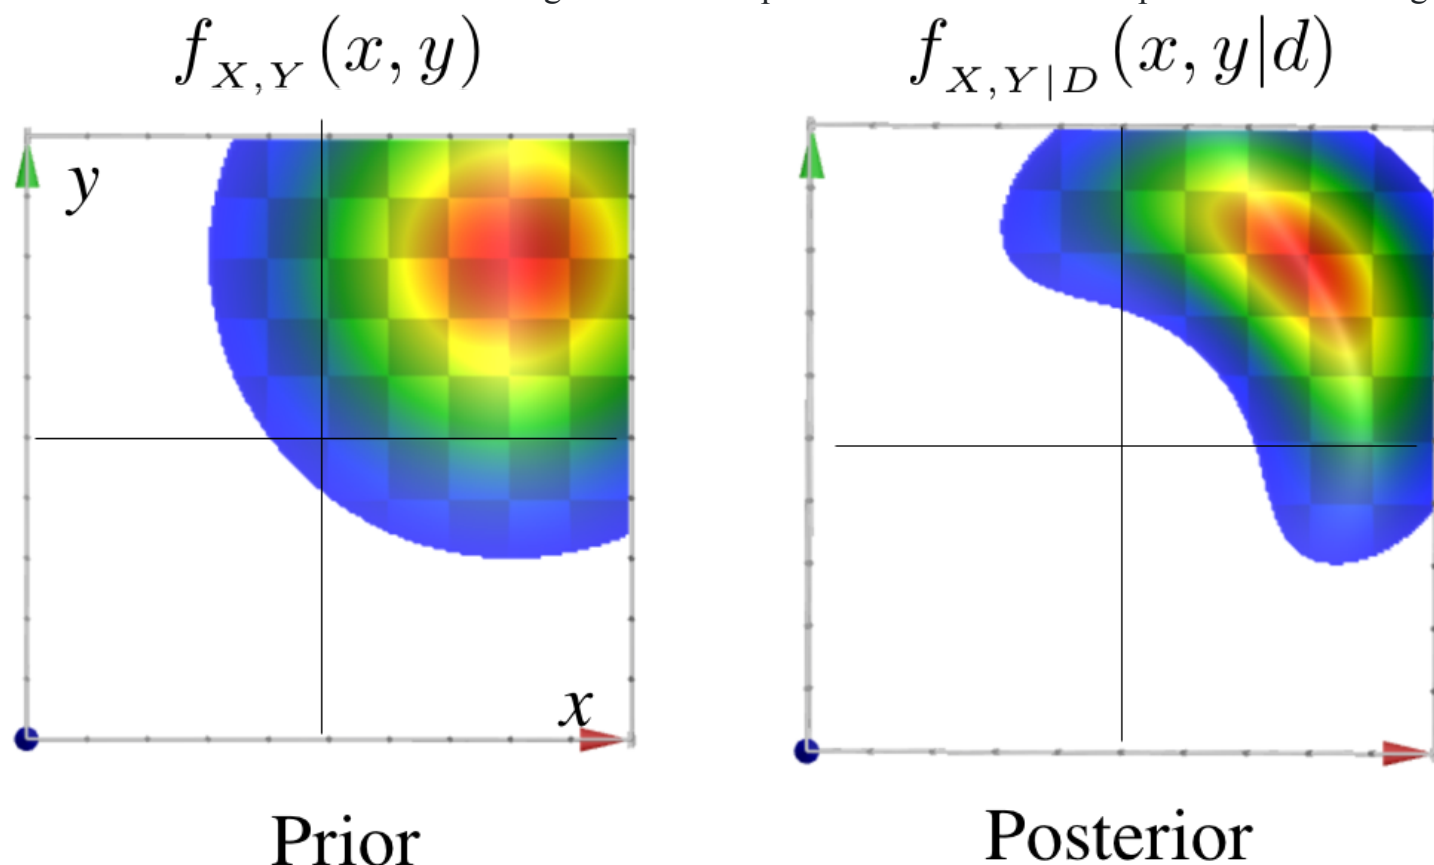 f_{X,Y}(x, y)
f_{X,Y|D}(x, y|d)
y
x
Prior
Posterior